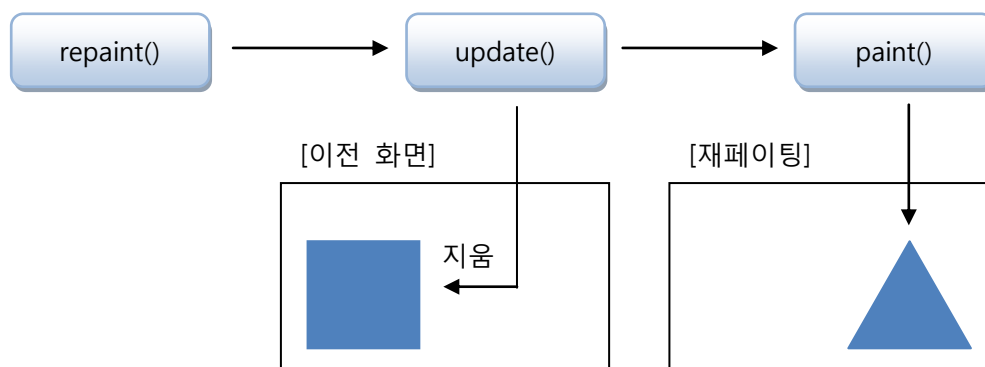 repaint()
update()
paint()
[이전 화면]
[재페이팅]
지움